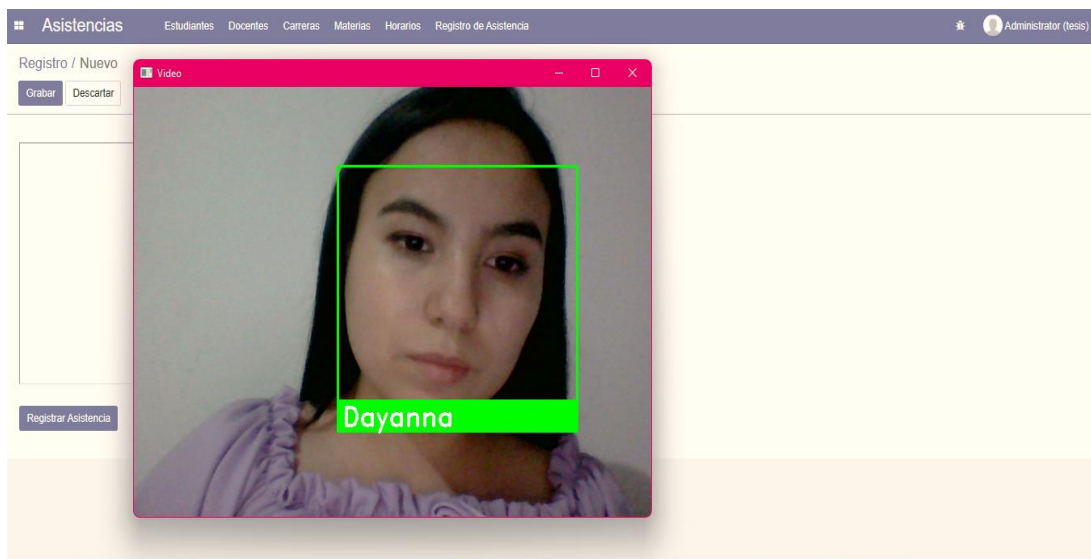 Asistencias Estudiantes Docentes Carreras Materias Horarios Registro de Asistencia Administrator (tesis)
Registro / Nuevo
Grabar Descartar
Video
Dayanna
Registrar Asistencia